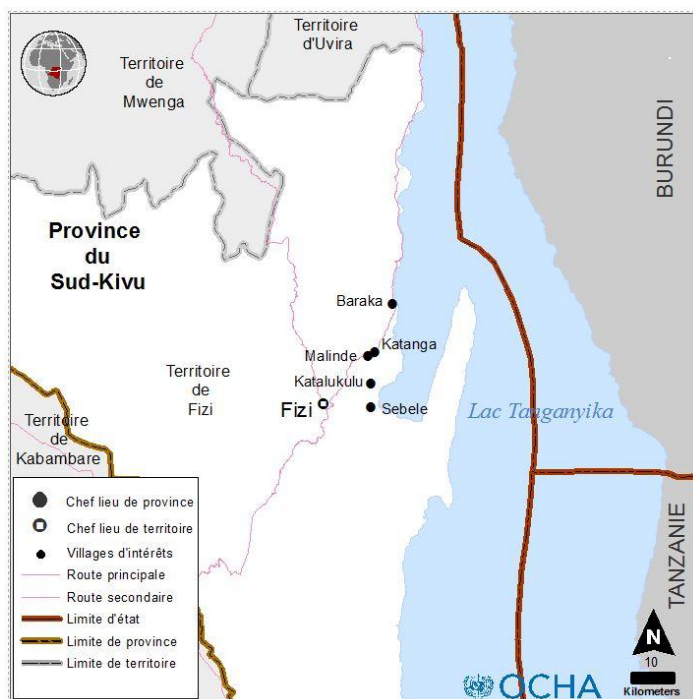 Territoire
d'Uvira
Territoire
de
Mwenga
BURUNDI
Province
du
Sud-Kivu
Baraka
Katanga
Malinde
Territoire
de
Fizi
Katalukulu
Fizi
Sebele
Lac Tanganyika
Territoire
de
Kabambare
Chef lieu de province
Chef lieu de territoire
Villages d'intérêts
Route principale
Route secondaire
Limite d'état
Limite de province
Limite de territoire
TANZANIE
N
10
Kilometers
OCHA